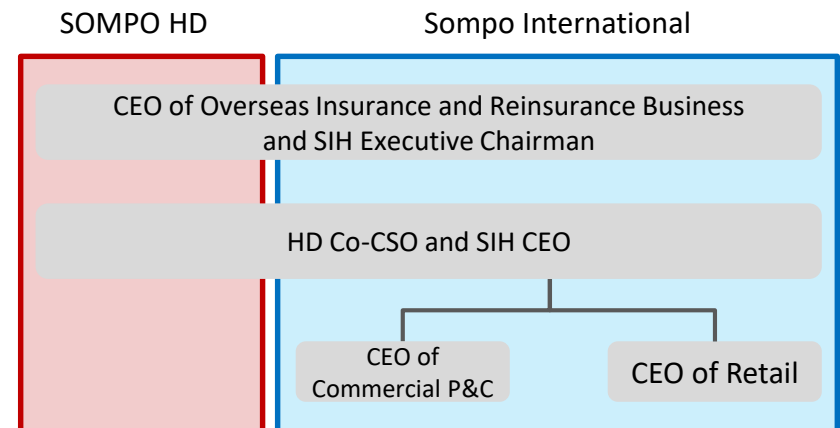 SOMPO HD
Sompo International
CEO of Overseas Insurance and Reinsurance Business
and SIH Executive Chairman
HD Co-CSO and SIH CEO
CEO of
Commercial P&C
CEO of Retail